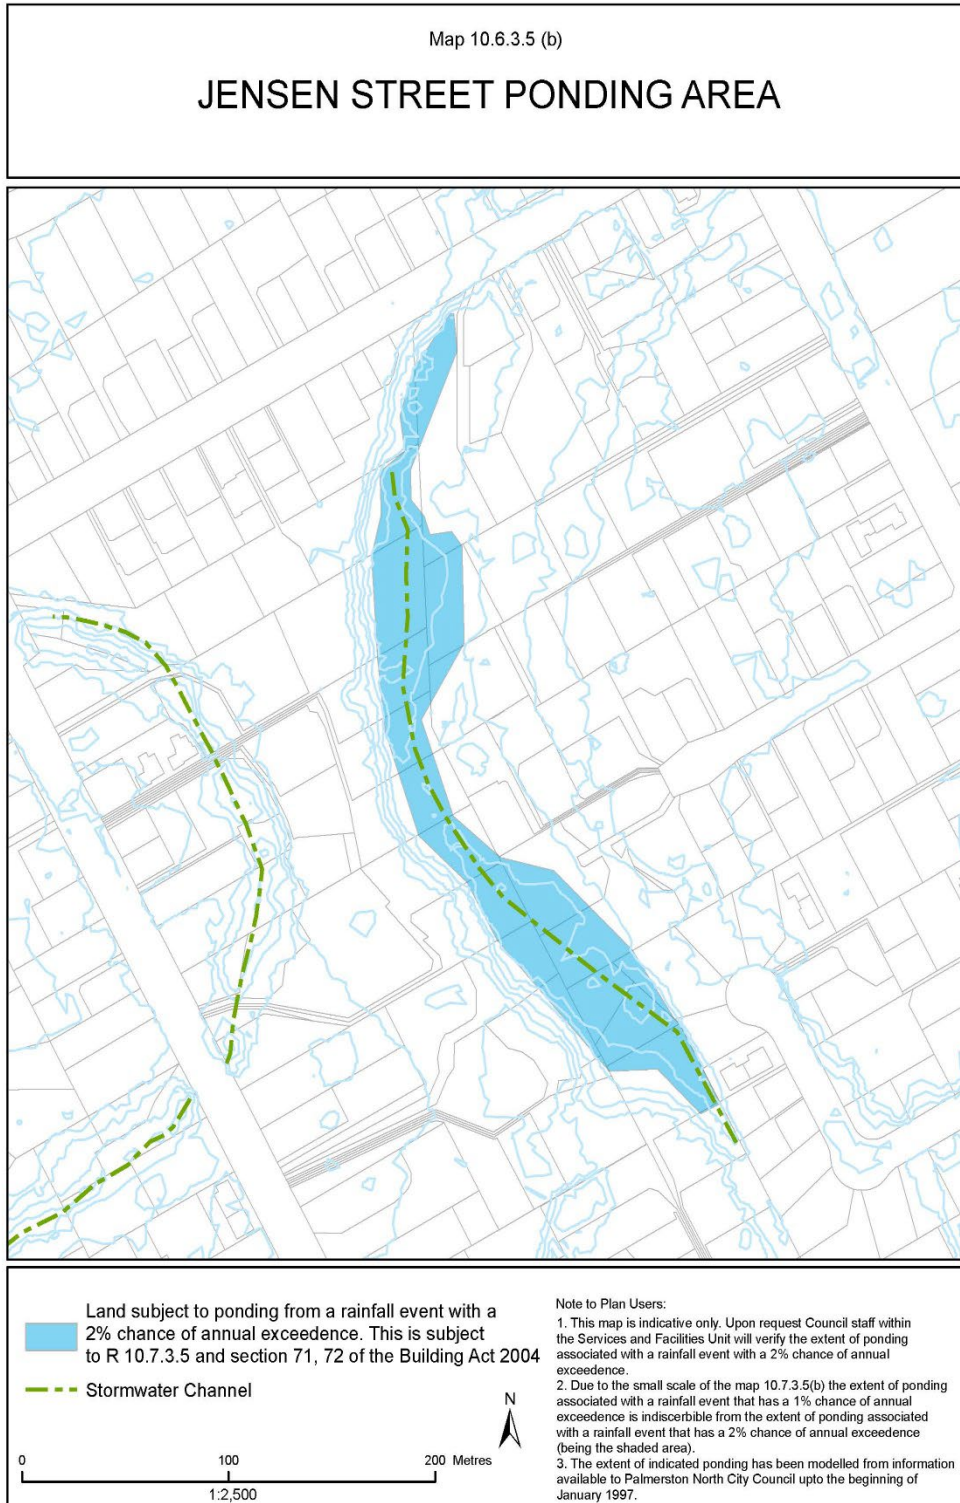 Map 10.6.3.5 (b)
JENSEN STREET PONDING AREA
Land subject to ponding from a rainfall event with a
2% chance of annual exceedence. This is subject
to R 10.7.3.5 and section 71, 72 of the Building Act 2004
Stormwater Channel
N
0 100 200 Metres
1:2,500
Note to Plan Users:
1. This map is indicative only. Upon request Council staff within
the Services and Facilities Unit will verify the extent of ponding
associated with a rainfall event with a 2% chance of annual
exceedence.
2. Due to the small scale of the map 10.7.3.5(b) the extent of ponding
associated with a rainfall event that has a 1% chance of annual
exceedence is indiscerbible from the extent of ponding associated
with a rainfall event that has a 2% chance of annual exceedence
(being the shaded area).
3. The extent of indicated ponding has been modelled from information
available to Palmerston North City Council upto the beginning of
January 1997.